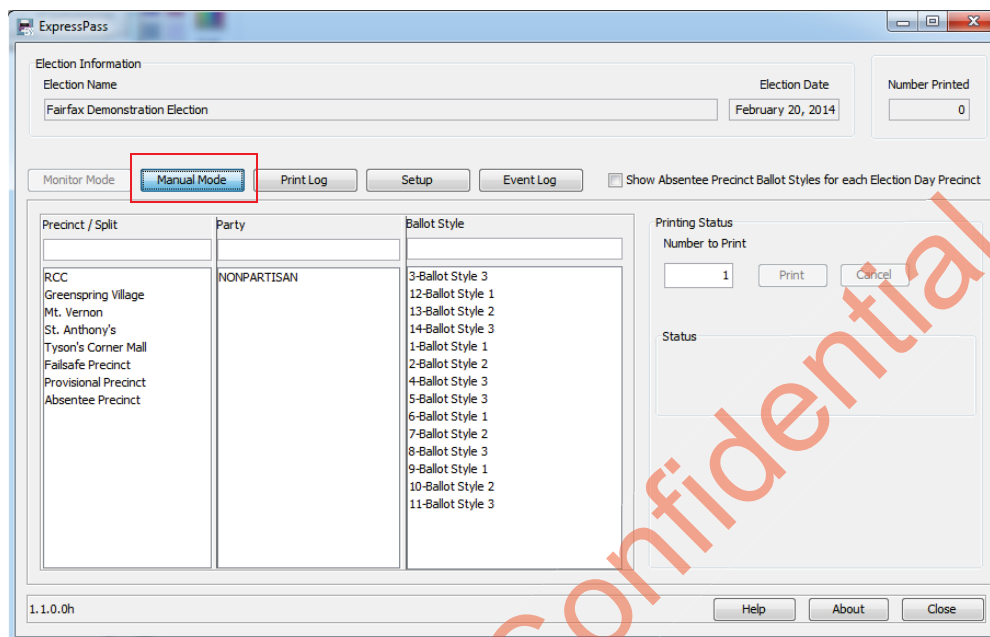 ExpressPass
Election Information
Election Name
Election Date
Number Printed
Fairfax Demonstration Election
February 20, 2014
0
Monitor Mode
Manual Mode
Print Log
Setup
Event Log
Show Absentee Precinct Ballot Styles for each Election Day Precinct
Precinct / Split
Party
Ballot Style
RCC
Greenspring Village
Mt. Vernon
St. Anthony's
Tyson's Corner Mall
Failsafe Precinct
Provisional Precinct
Absentee Precinct
NONPARTISAN
3-Ballot Style 3
12-Ballot Style 1
13-Ballot Style 2
14-Ballot Style 3
1-Ballot Style 1
2-Ballot Style 2
4-Ballot Style 3
5-Ballot Style 3
6-Ballot Style 1
7-Ballot Style 2
8-Ballot Style 3
9-Ballot Style 1
10-Ballot Style 2
11-Ballot Style 3
Printing Status
Number to Print
1
Print
Cancel
Status
Confidential
1.1.0.0h
Help
About
Close